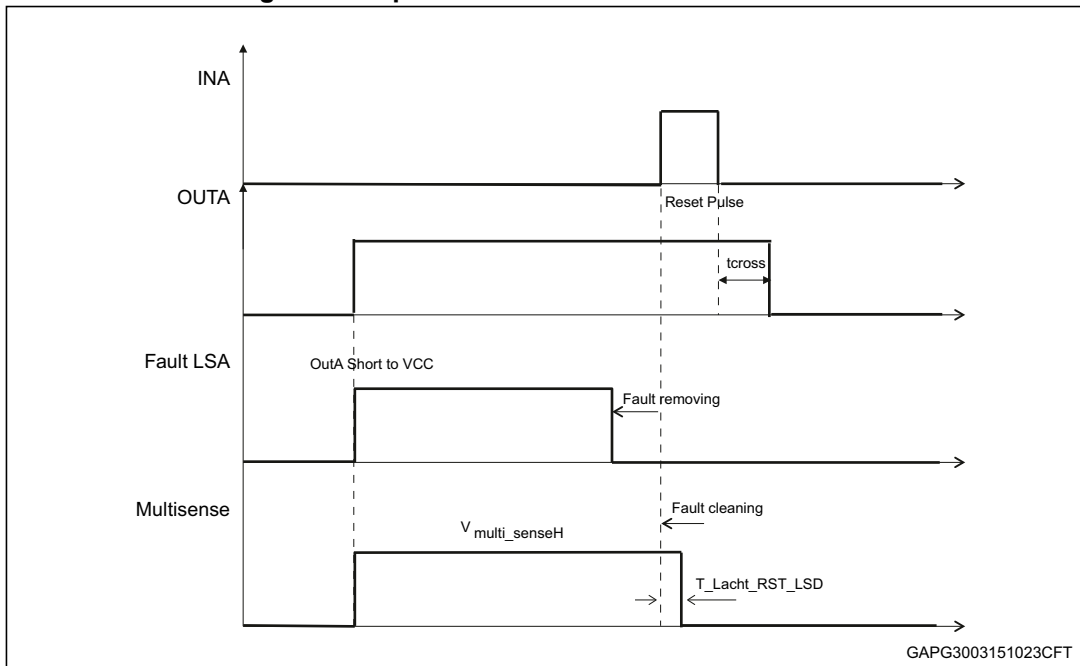 INA
OUTA
Reset Pulse
tcross
Fault LSA
OutA Short to VCC
Fault removing
Multisense
Fault cleaning
V multi_senseH
T_Lacht_RST_LSD
GAPG3003151023CFT